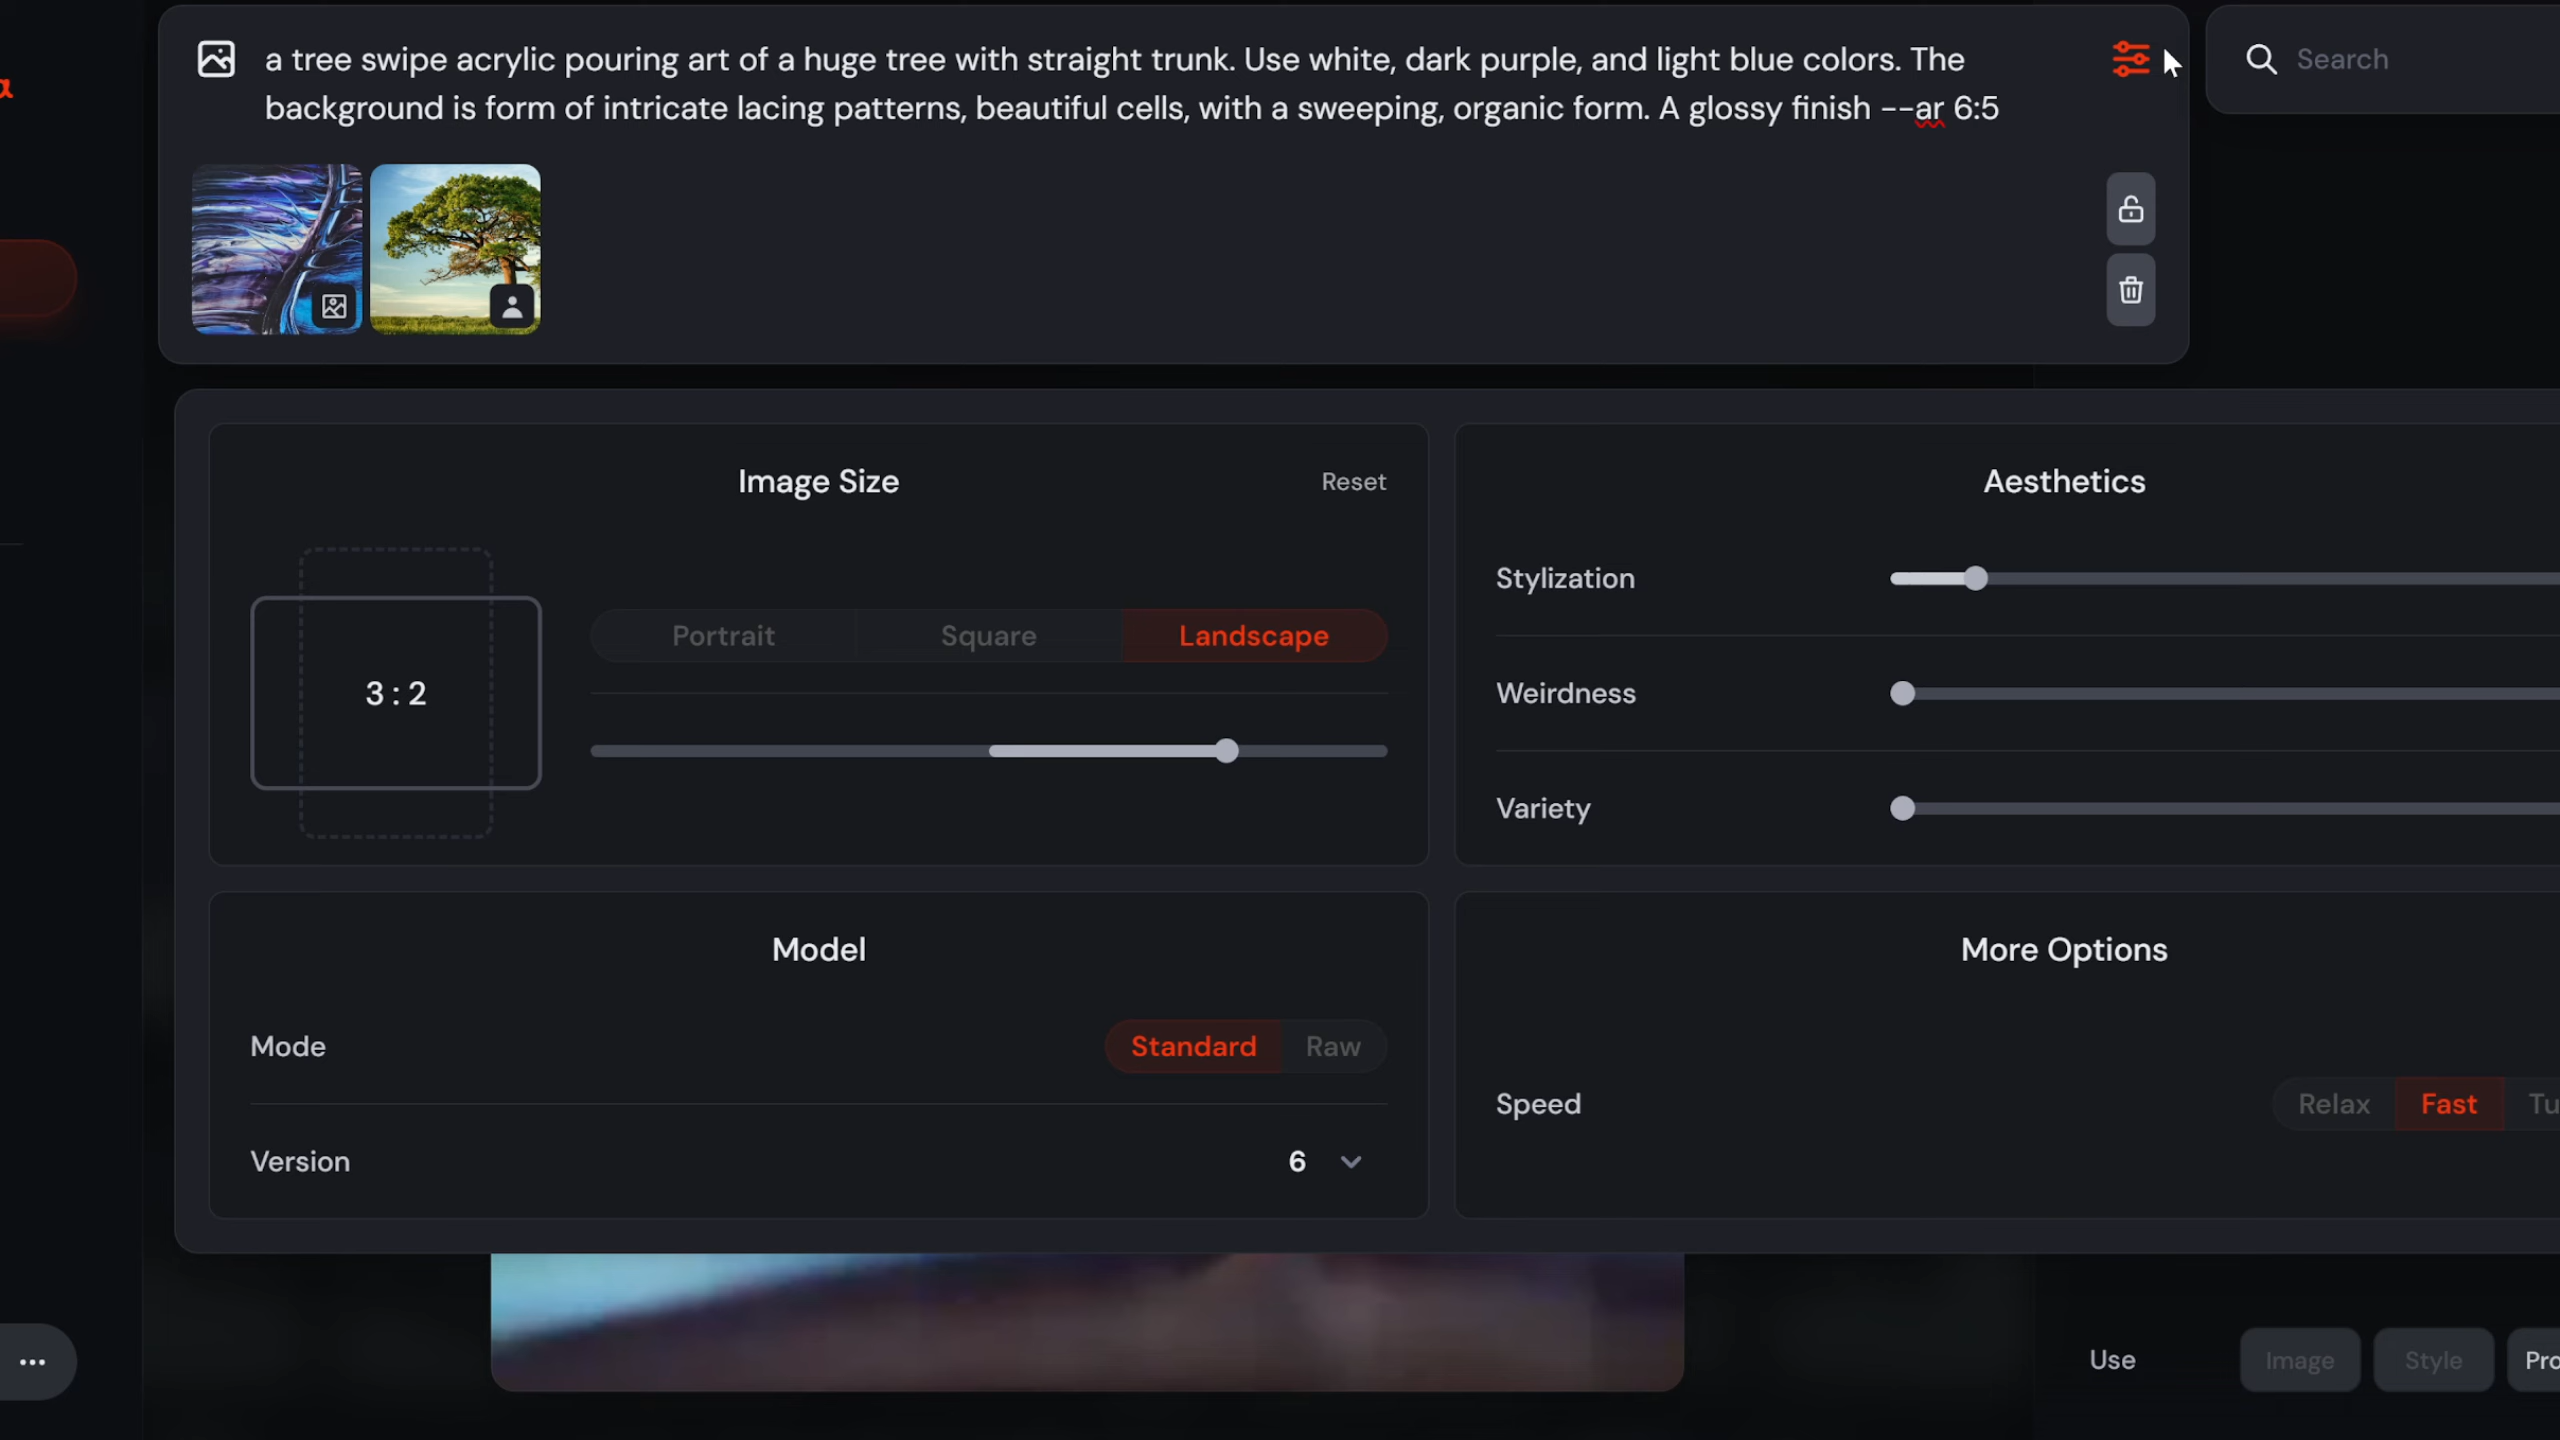 a tree swipe acrylic pouring art of a huge tree with straight trunk. Use white, dark purple, and light blue colors. The
background is form of intricate lacing patterns, beautiful cells, with a sweeping, organic form. A glossy finish --ar 6:5
Search
Image Size
Reset
3 : 2
Portrait
Square
Landscape
Aesthetics
Stylization
Weirdness
Variety
Model
Mode
Standard
Raw
Version
6
More Options
Speed
Relax
Fast
Tu
Use
Image
Style
Pro